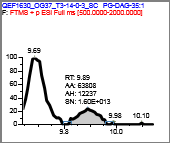 QEF1630_OG37_T3-14-0-3_SC PG-DAG-35:1
F: FTMS + p ESI Full ms [500.0000-2000.0000]
100
9.69
80
RT: 9.89
AA: 63808
AH: 12237
SN: 1.60E+013
60
40
20
9.98 10.10
0
9.8 10.0